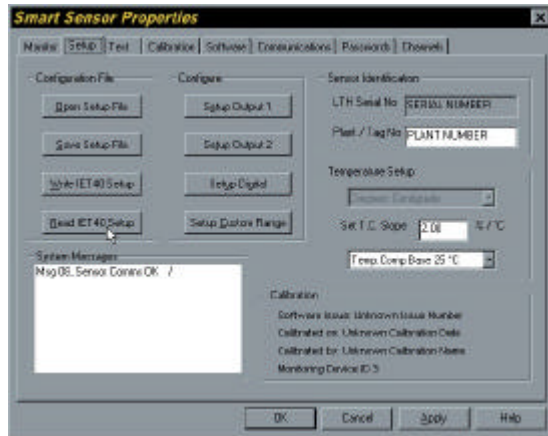 Smart Sensor Properties
Monitor Setup Test Calibration Software Communications Passwords Channels
Configuration File
Open Setup File
Save Setup File
Write IET40 Setup
Read IET40 Setup
Configure
Setup Output 1
Setup Output 2
Setup Digital
Setup Custom Range
Sensor Identification
LTH Serial No SERIAL NUMBER
Plant / Tag No PLANT NUMBER
Temperature Setup
Degrees Centigrade
Set T.C. Slope 2.00 % / °C
Temp. Comp Base 25 °C
System Messages
Msg 08, Sensor Comms OK /
Calibration
Software Issue: Unknown Issue Number
Calibrated on: Unknown Calibration Date
Calibrated by: Unknown Calibration Name
Monitoring Device ID 3
OK Cancel Apply Help